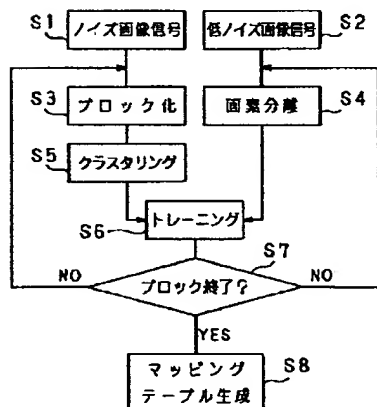 S1
ノイズ画像信号
低ノイズ画像信号
S2
S3
ブロック化
画素分離
S4
S5
クラスタリング
トレーニング
S6
S7
NO
ブロック終了?
NO
YES
マッピング
テーブル生成
S8